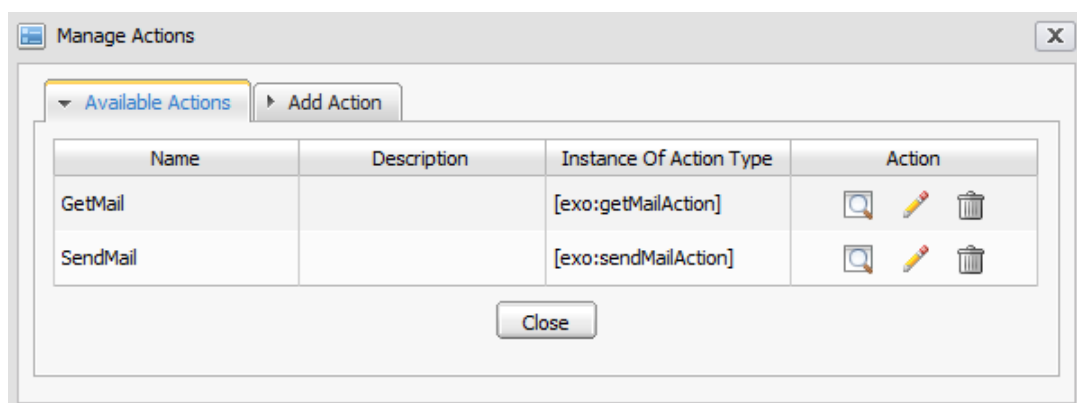 Manage Actions
X
Available Actions Add Action
Name Description Instance Of Action Type Action
GetMail [exo:getMailAction]
SendMail [exo:sendMailAction]
Close